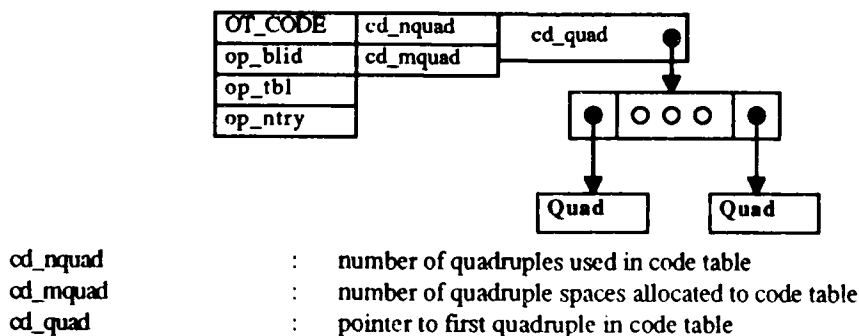 OT_CODE cd_nquad cd_quad
op_blid cd_mquad
op_tbl
op_ntry
Quad Quad
cd_nquad : number of quadruples used in code table
cd_mquad : number of quadruple spaces allocated to code table
cd_quad : pointer to first quadruple in code table